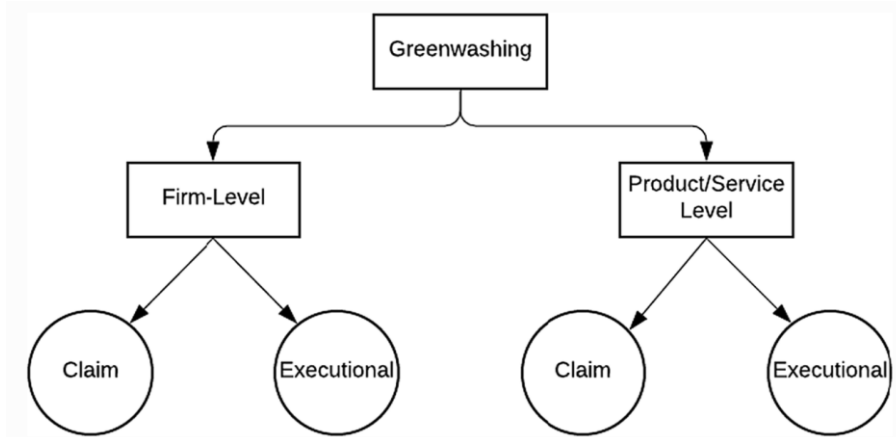 Greenwashing
Firm-Level
Product/Service
Level
Claim
Executional
Claim
Executional